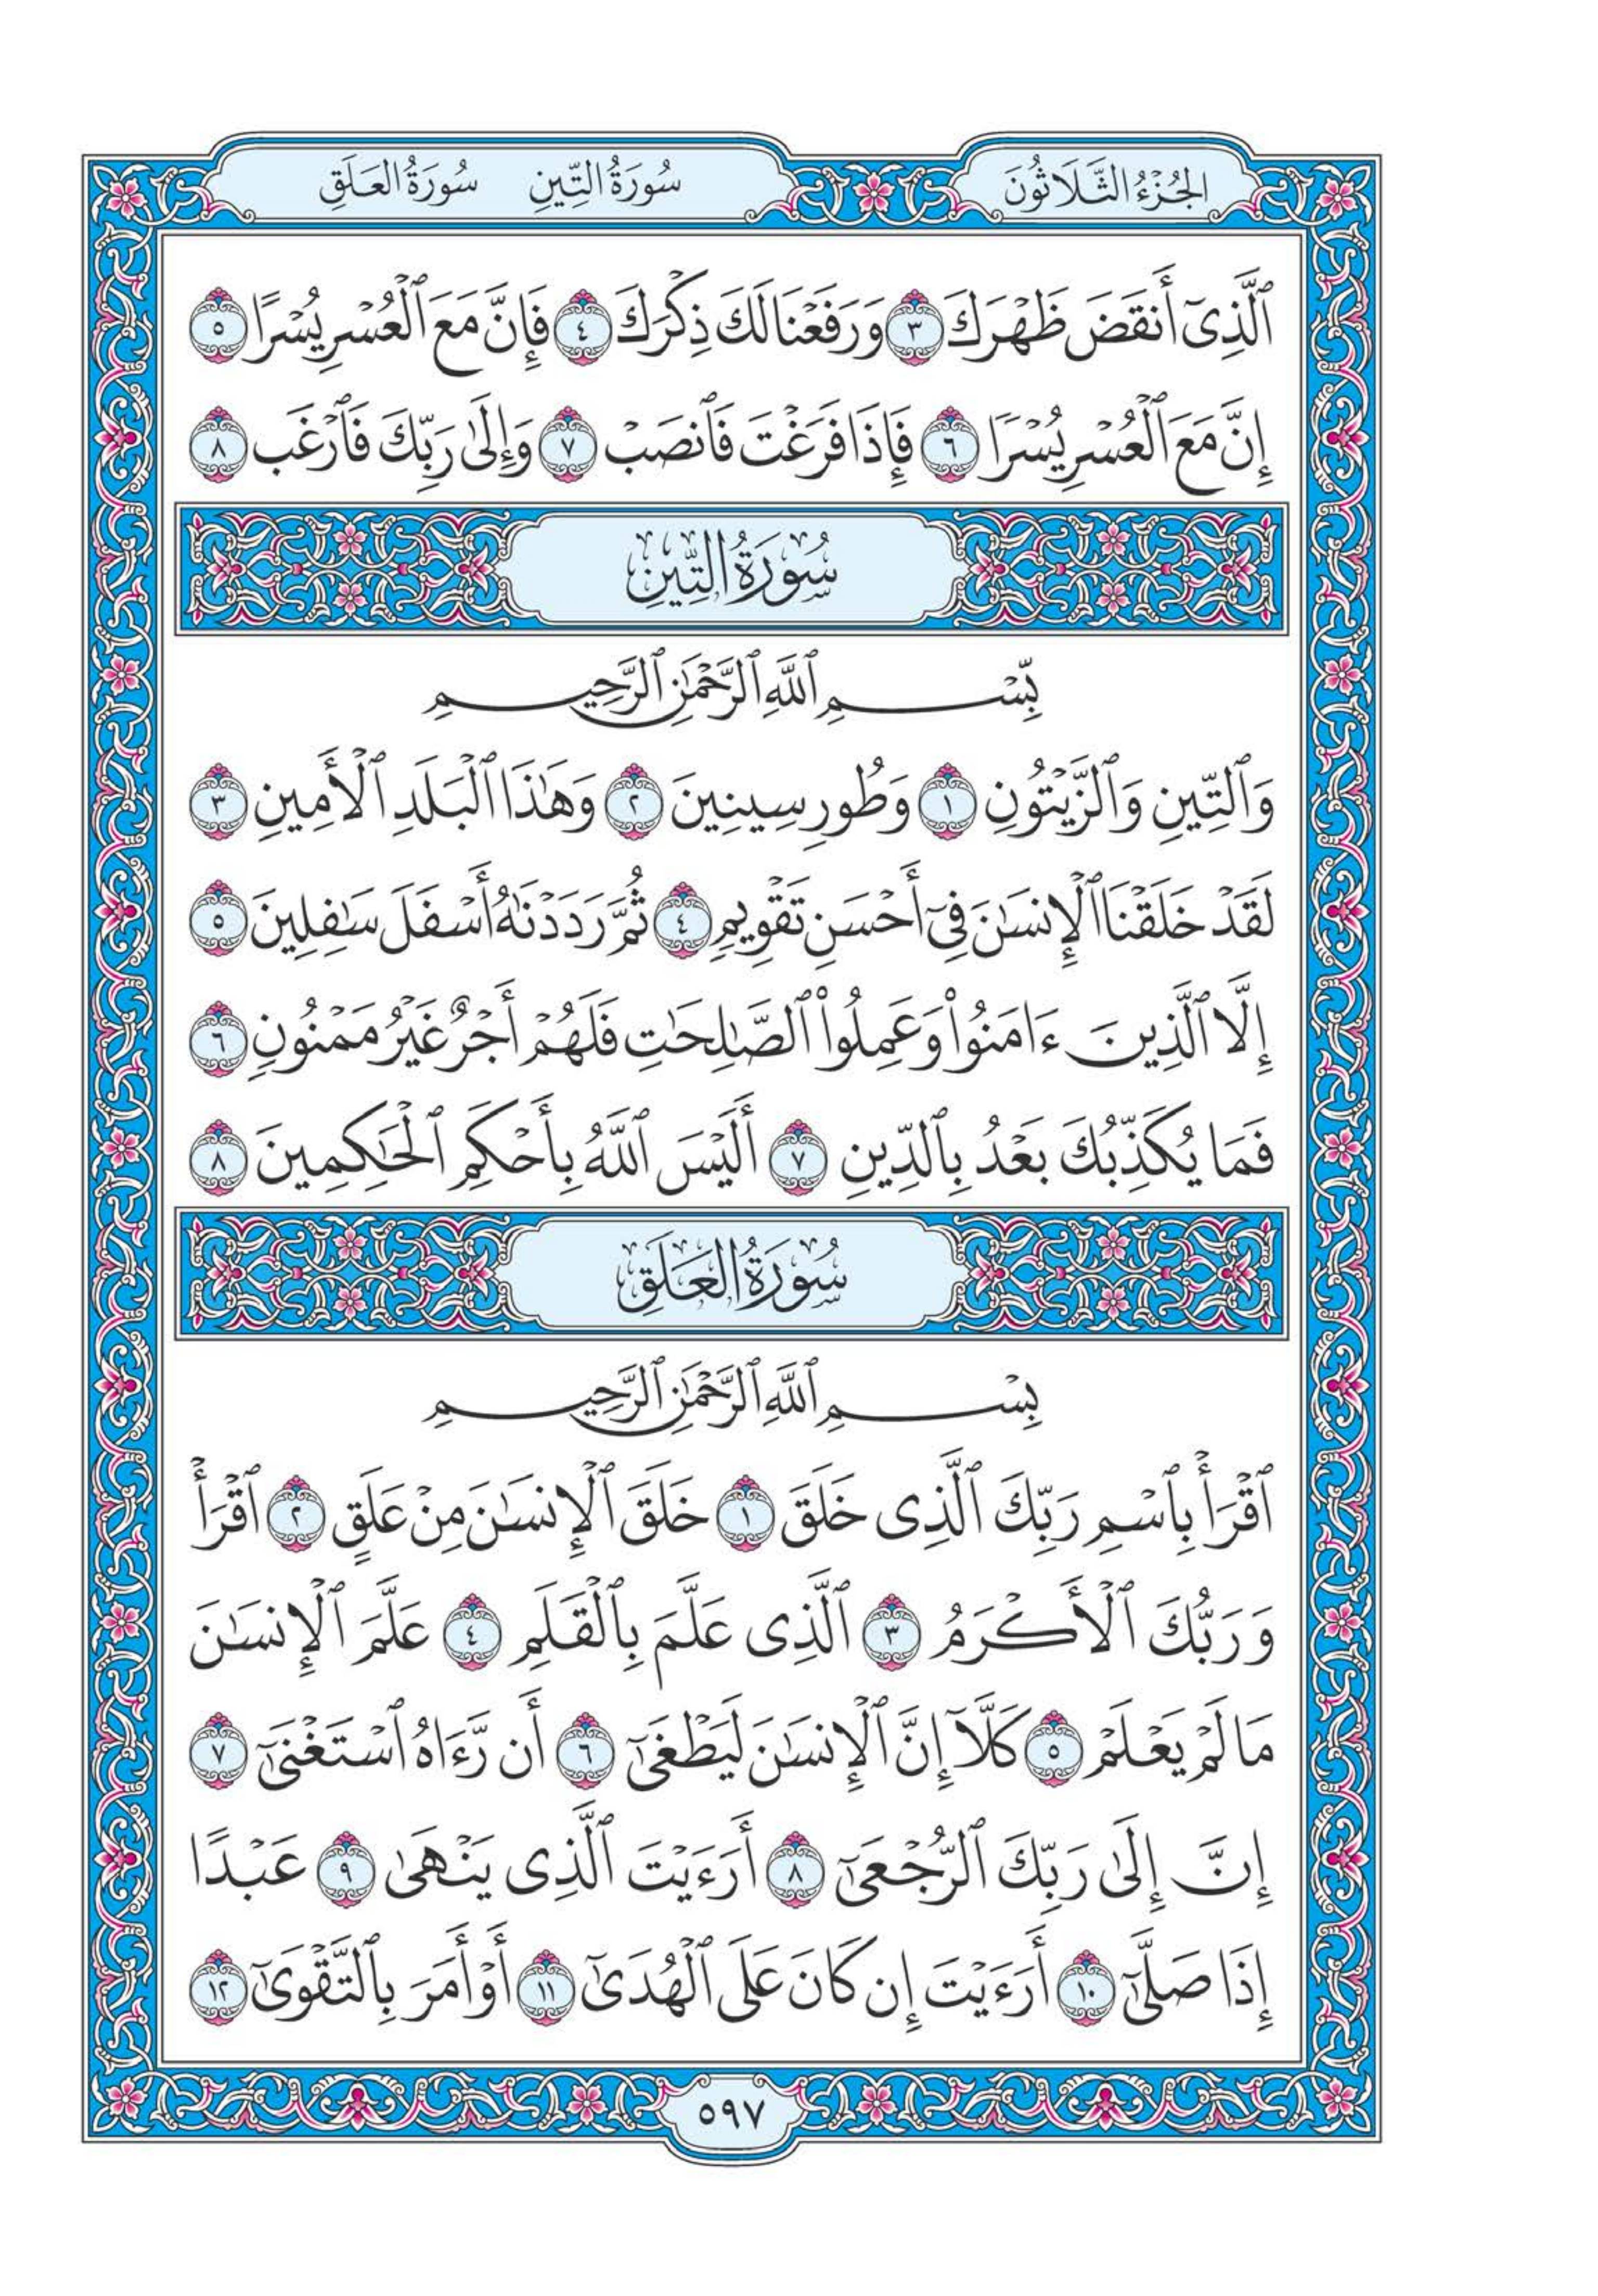 الجُزْءُ الثَّلَاثُونَ سُورَةُ التِّينِ سُورَةُ العَلَقِ
ٱلَّذِىٓ أَنقَضَ ظَهْرَكَ ٣ وَرَفَعْنَا لَكَ ذِكْرَكَ ٤ فَإِنَّ مَعَ ٱلْعُسْرِ يُسْرًا ٥
إِنَّ مَعَ ٱلْعُسْرِ يُسْرًا ٦ فَإِذَا فَرَغْتَ فَٱنصَبْ ٧ وَإِلَىٰ رَبِّكَ فَٱرْغَب ٨
سُورَةُ التِّينِ
بِّسْمِ ٱللَّهِ ٱلرَّحْمَٰنِ ٱلرَّحِيمِ
وَٱلتِّينِ وَٱلزَّيْتُونِ ١ وَطُورِ سِينِينَ ٢ وَهَٰذَا ٱلْبَلَدِ ٱلْأَمِينِ ٣
لَقَدْ خَلَقْنَا ٱلْإِنسَٰنَ فِىٓ أَحْسَنِ تَقْوِيمٍ ٤ ثُمَّ رَدَدْنَٰهُ أَسْفَلَ سَٰفِلِينَ ٥
إِلَّا ٱلَّذِينَ ءَامَنُوا۟ وَعَمِلُوا۟ ٱلصَّٰلِحَٰتِ فَلَهُمْ أَجْرٌ غَيْرُ مَمْنُونٍ ٦
فَمَا يُكَذِّبُكَ بَعْدُ بِٱلدِّينِ ٧ أَلَيْسَ ٱللَّهُ بِأَحْكَمِ ٱلْحَٰكِمِينَ ٨
سُورَةُ العَلَقِ
بِسْمِ ٱللَّهِ ٱلرَّحْمَٰنِ ٱلرَّحِيمِ
ٱقْرَأْ بِٱسْمِ رَبِّكَ ٱلَّذِى خَلَقَ ١ خَلَقَ ٱلْإِنسَٰنَ مِنْ عَلَقٍ ٢ ٱقْرَأْ
وَرَبُّكَ ٱلْأَكْرَمُ ٣ ٱلَّذِى عَلَّمَ بِٱلْقَلَمِ ٤ عَلَّمَ ٱلْإِنسَٰنَ
مَا لَمْ يَعْلَمْ ٥ كَلَّآ إِنَّ ٱلْإِنسَٰنَ لَيَطْغَىٰٓ ٦ أَن رَّءَاهُ ٱسْتَغْنَىٰٓ ٧
إِنَّ إِلَىٰ رَبِّكَ ٱلرُّجْعَىٰٓ ٨ أَرَءَيْتَ ٱلَّذِى يَنْهَىٰ ٩ عَبْدًا
إِذَا صَلَّىٰٓ ١٠ أَرَءَيْتَ إِن كَانَ عَلَى ٱلْهُدَىٰٓ ١١ أَوْ أَمَرَ بِٱلتَّقْوَىٰٓ ١٢
٥٩٧